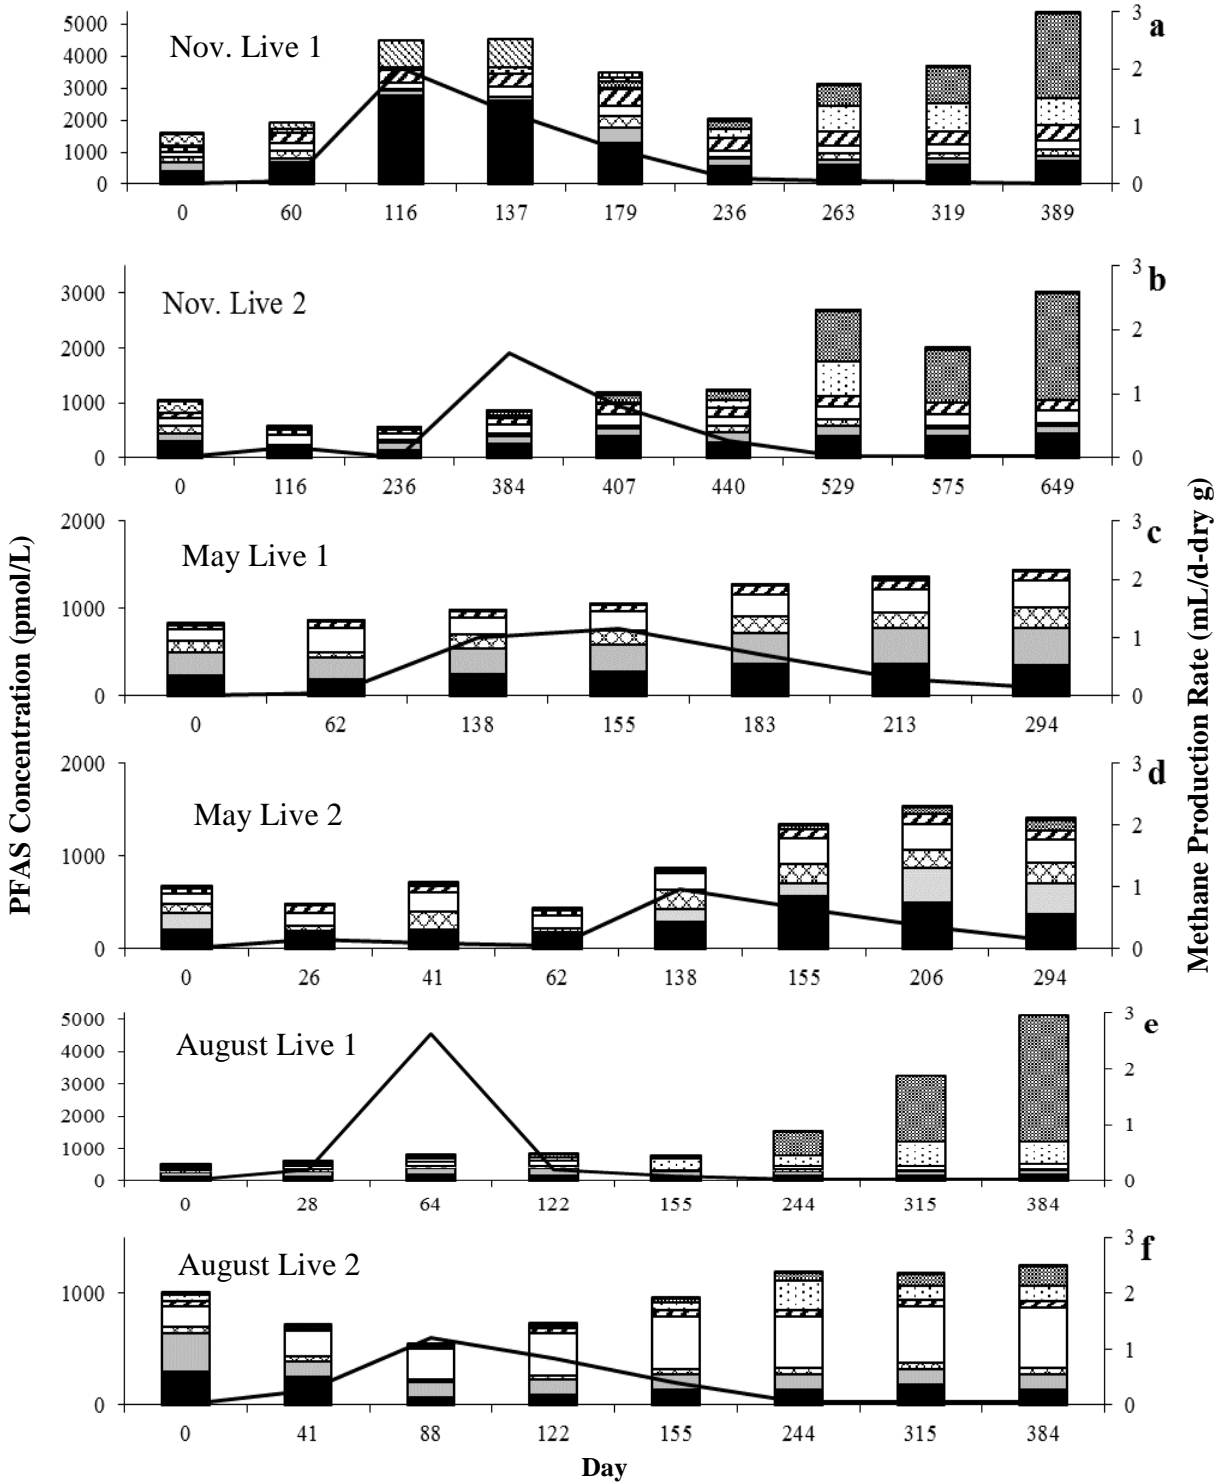 PFAS Concentration (pmol/L)
Methane Production Rate (mL/d-dry g)
Nov. Live 1
a
5000
4000
3000
2000
1000
0
3
2
1
0
0 60 116 137 179 236 263 319 389
Nov. Live 2
b
3000
2000
1000
0
3
2
1
0
0 116 236 384 407 440 529 575 649
May Live 1
c
2000
1000
0
3
2
1
0
0 62 138 155 183 213 294
May Live 2
d
2000
1000
0
3
2
1
0
0 26 41 62 138 155 206 294
August Live 1
e
5000
4000
3000
2000
1000
0
3
2
1
0
0 28 64 122 155 244 315 384
August Live 2
f
1000
0
3
2
1
0
0 41 88 122 155 244 315 384
Day